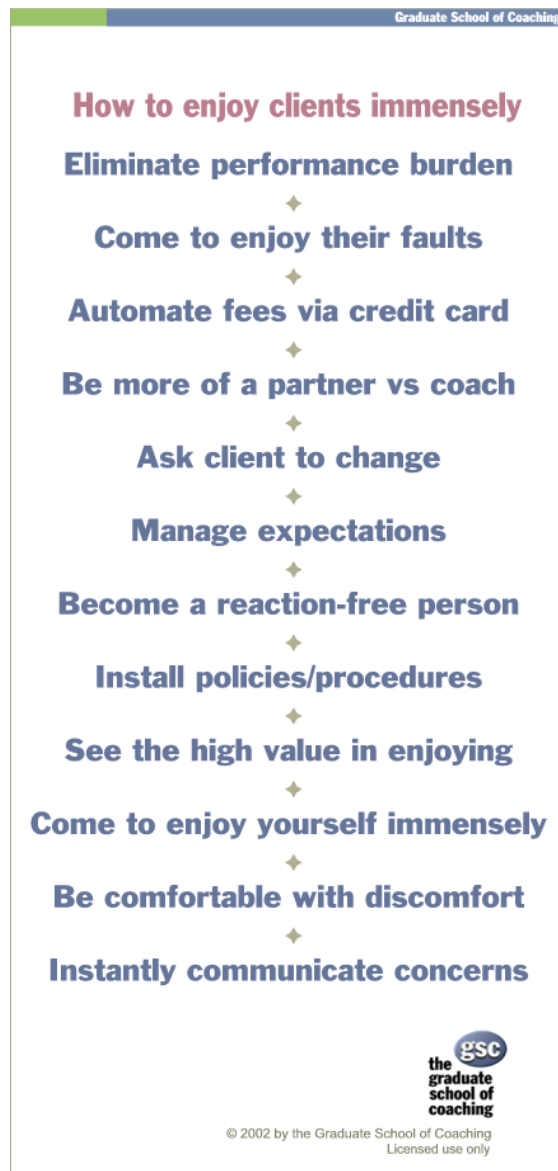 Graduate School of Coaching
How to enjoy clients immensely
Eliminate performance burden
Come to enjoy their faults
Automate fees via credit card
Be more of a partner vs coach
Ask client to change
Manage expectations
Become a reaction-free person
Install policies/procedures
See the high value in enjoying
Come to enjoy yourself immensely
Be comfortable with discomfort
Instantly communicate concerns
gsc
the
graduate
school of
coaching
© 2002 by the Graduate School of Coaching
Licensed use only